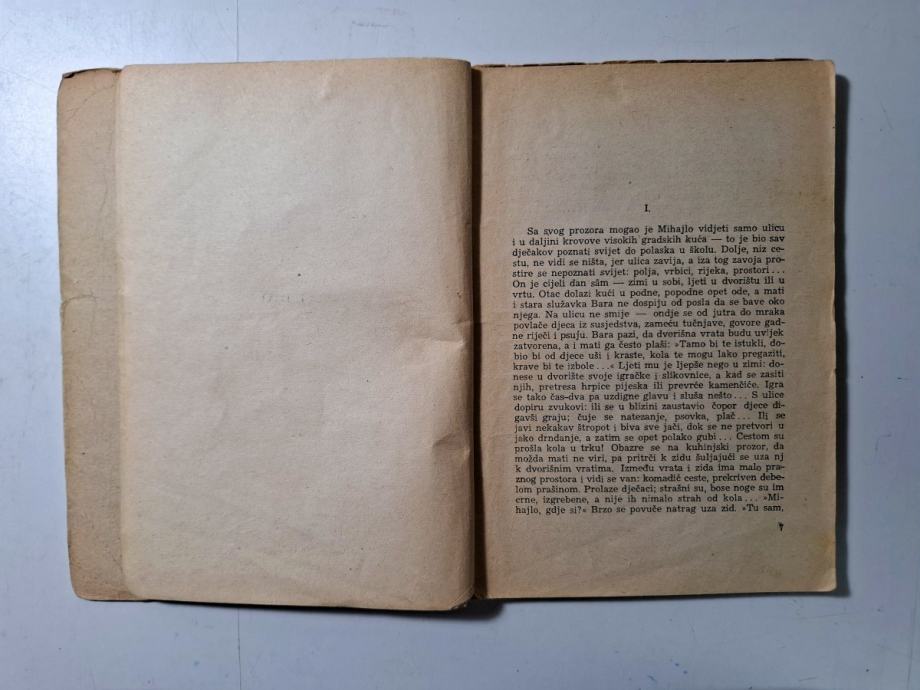 I.
Sa svog prozora mogao je Mihajlo vidjeti samo ulicu
i u daljini krovove visokih gradskih kuća — to je bio sav
dječakov poznati svijet do polaska u školu. Dolje, niz ce-
stu, ne vidi se ništa, jer ulica zavija, a iza tog zavoja pro-
stire se nepoznati svijet: polja, vrbici, rijeka, prostori...
On je cijeli dan sâm — zimi u sobi, ljeti u dvorištu ili u
vrtu. Otac dolazi kući u podne, popodne opet ode, a mati
i stara služavka Bara ne dospiju od posla da se bave oko
njega. Na ulicu ne smije — ondje se od jutra do mraka
povlače djeca iz susjedstva, zameću tučnjave, govore gad-
ne riječi i psuju. Bara pazi, da dvorišna vrata budu uvijek
zatvorena, a i mati ga često plaši: »Tamo bi te istukli, do-
bio bi od djece uši i kraste, kola te mogu lako pregaziti,
krave bi te izbole...« Ljeti mu je ljepše nego u zimi: do-
nese u dvorište svoje igračke i slikovnice, a kad se zasiti
njih, pretresa hrpice pijeska ili prevrće kamenčiće. Igra
se tako čas-dva pa uzdigne glavu i sluša nešto... S ulice
dopiru zvukovi: ili se u blizini zaustavio čopor djece di-
gavši graju; čuje se natezanje, psovka, plač... Ili se
javi nekakav štropot i biva sve jači, dok se ne pretvori u
jako drndanje, a zatim se opet polako gubi... Cestom su
prošla kola u trku! Obazre se na kuhinjski prozor, da
možda mati ne viri, pa pritrči k zidu šuljajući se uza nj
k dvorišnim vratima. Između vrata i zida ima malo pra-
znog prostora i vidi se van: komadić ceste, prekriven debe-
lom prašinom. Prolaze dječaci; strašni su, bose noge su im
crne, izgrebene, a nije ih nimalo strah od kola... »Mi-
hajlo, gdje si?« Brzo se povuče natrag uza zid. »Tu sam,